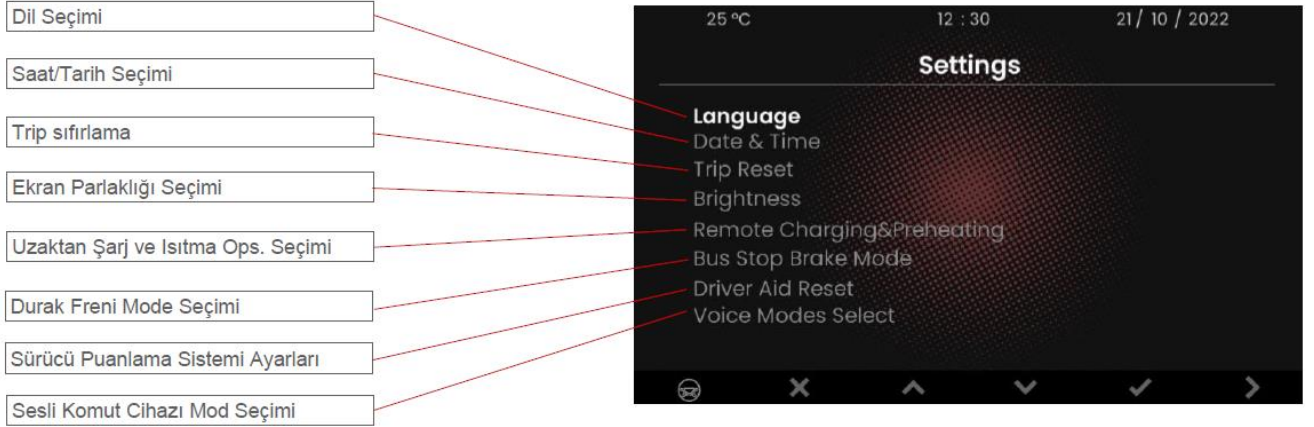 Dil Seçimi
Saat/Tarih Seçimi
Trip sıfırlama
Ekran Parlaklığı Seçimi
Uzaktan Şarj ve Isıtma Ops. Seçimi
Durak Freni Mode Seçimi
Sürücü Puanlama Sistemi Ayarları
Sesli Komut Cihazı Mod Seçimi
25 °C 12 : 30 21 / 10 / 2022
Settings
Language
Date & Time
Trip Reset
Brightness
Remote Charging&Preheating
Bus Stop Brake Mode
Driver Aid Reset
Voice Modes Select